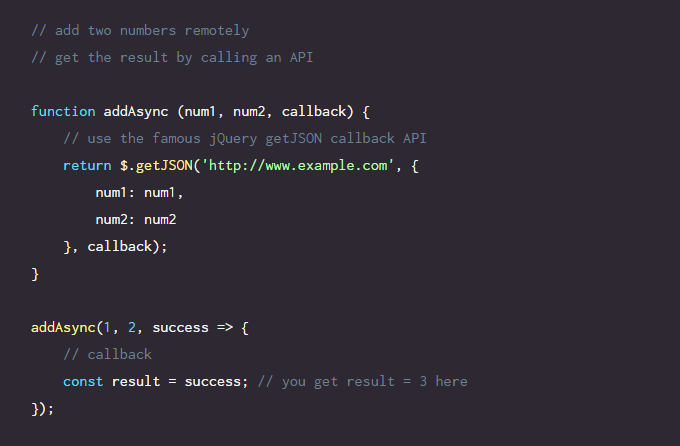 // add two numbers remotely
// get the result by calling an API
function addAsync (num1, num2, callback) {
// use the famous jQuery getJSON callback API
return $.getJSON('http://www.example.com', {
num1: num1,
num2: num2
}, callback);
}
addAsync(1, 2, success => {
// callback
const result = success; // you get result = 3 here
});